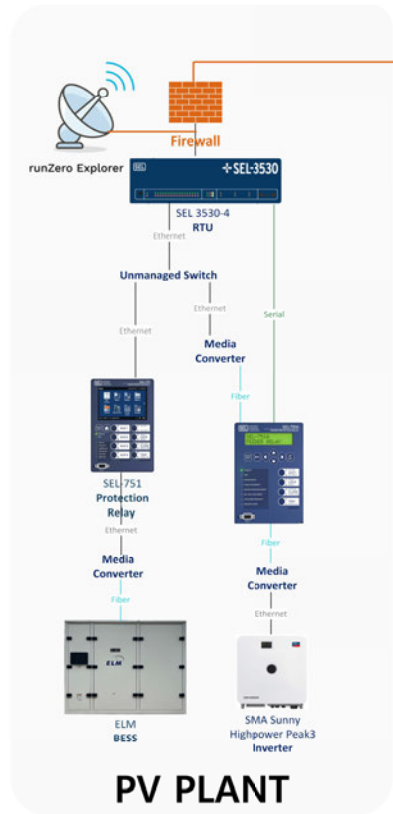 Firewall
runZero Explorer
SEL
SEL-3530
SEL 3530-4
RTU
Ethernet
Unmanaged Switch
Ethernet
Serial
Ethernet
Media
Converter
Fiber
SEL-751
Protection
Relay
Ethernet
Fiber
Media
Converter
Media
Converter
Fiber
Ethernet
ELM
ELM
BESS
SMA Sunny
Highpower Peak3
Inverter
PV PLANT